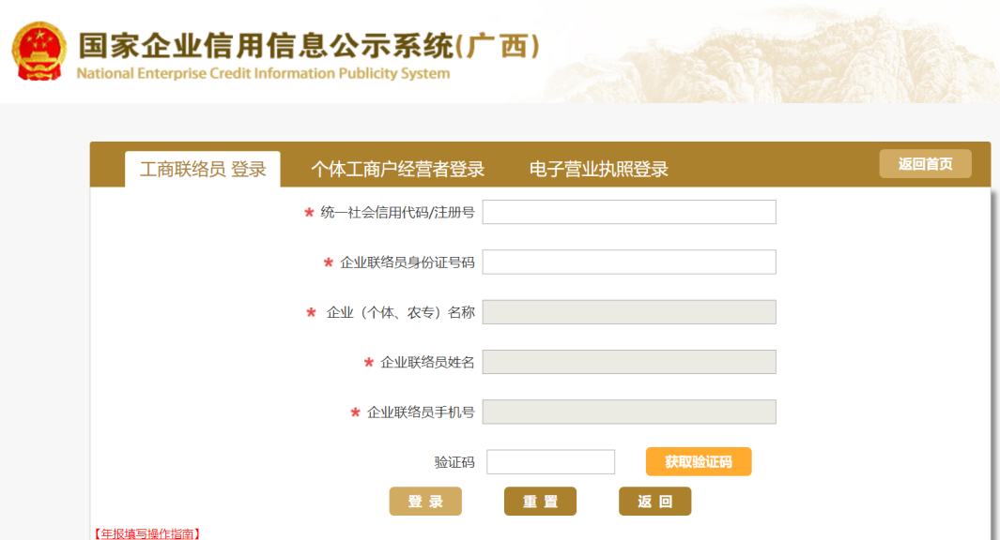 国家企业信用信息公示系统(广西)
National Enterprise Credit Information Publicity System
工商联络员 登录 个体工商户经营者登录 电子营业执照登录 返回首页
* 统一社会信用代码/注册号
* 企业联络员身份证号码
* 企业（个体、农专）名称
* 企业联络员姓名
* 企业联络员手机号
验证码 获取验证码
登 录 重 置 返 回
【年报填写操作指南】